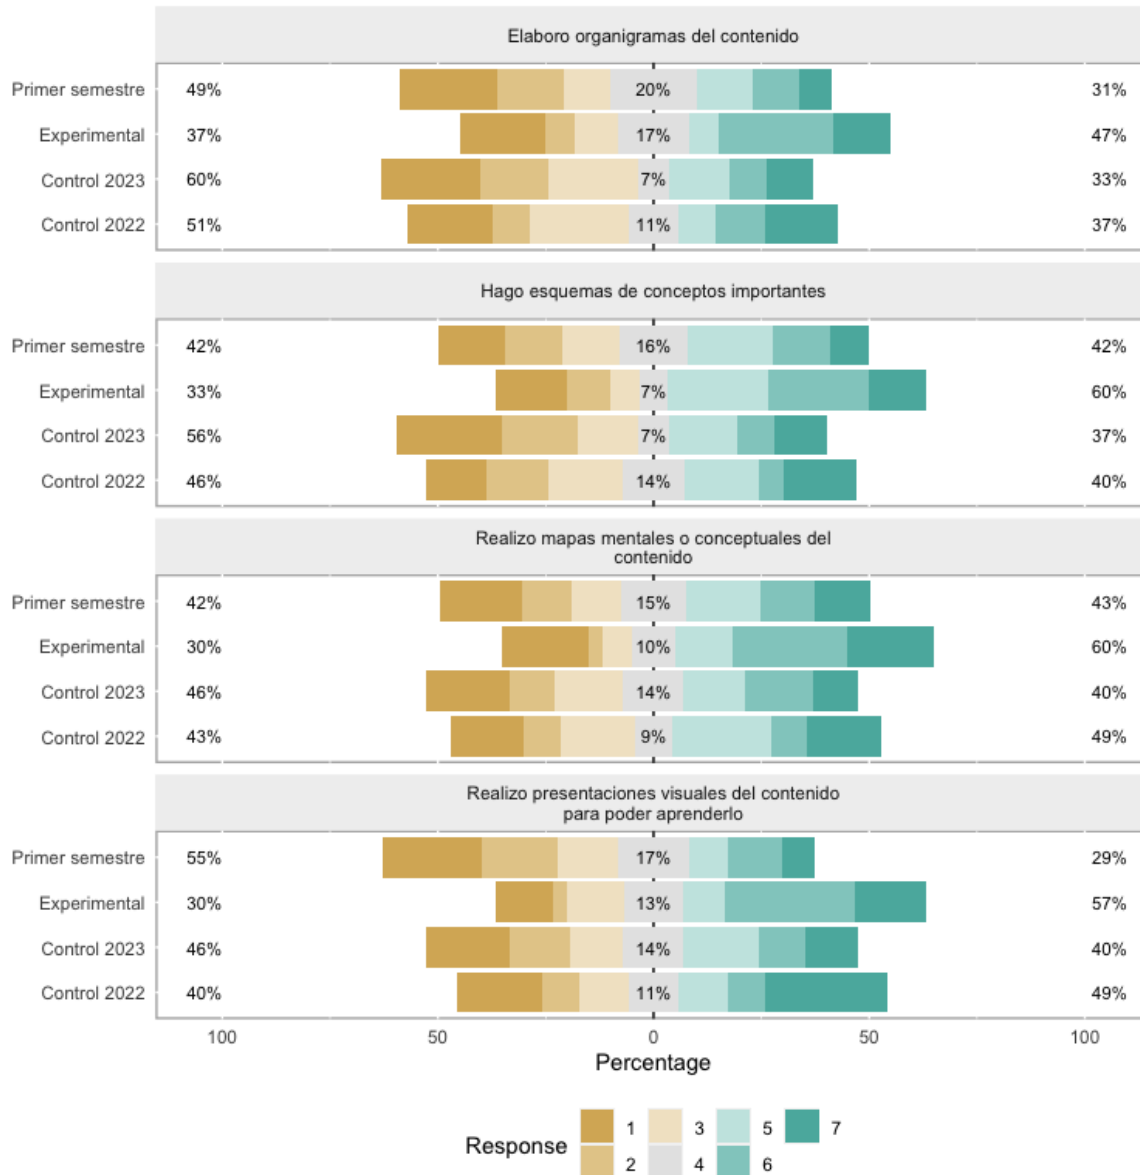 Elaboro organigramas del contenido
Primer semestre 49% 20% 31%
Experimental 37% 17% 47%
Control 2023 60% 7% 33%
Control 2022 51% 11% 37%
Hago esquemas de conceptos importantes
Primer semestre 42% 16% 42%
Experimental 33% 7% 60%
Control 2023 56% 7% 37%
Control 2022 46% 14% 40%
Realizo mapas mentales o conceptuales del
contenido
Primer semestre 42% 15% 43%
Experimental 30% 10% 60%
Control 2023 46% 14% 40%
Control 2022 43% 9% 49%
Realizo presentaciones visuales del contenido
para poder aprenderlo
Primer semestre 55% 17% 29%
Experimental 30% 13% 57%
Control 2023 46% 14% 40%
Control 2022 40% 11% 49%
100 50 0 50 100
Percentage
Response 1 3 5 7
2 4 6